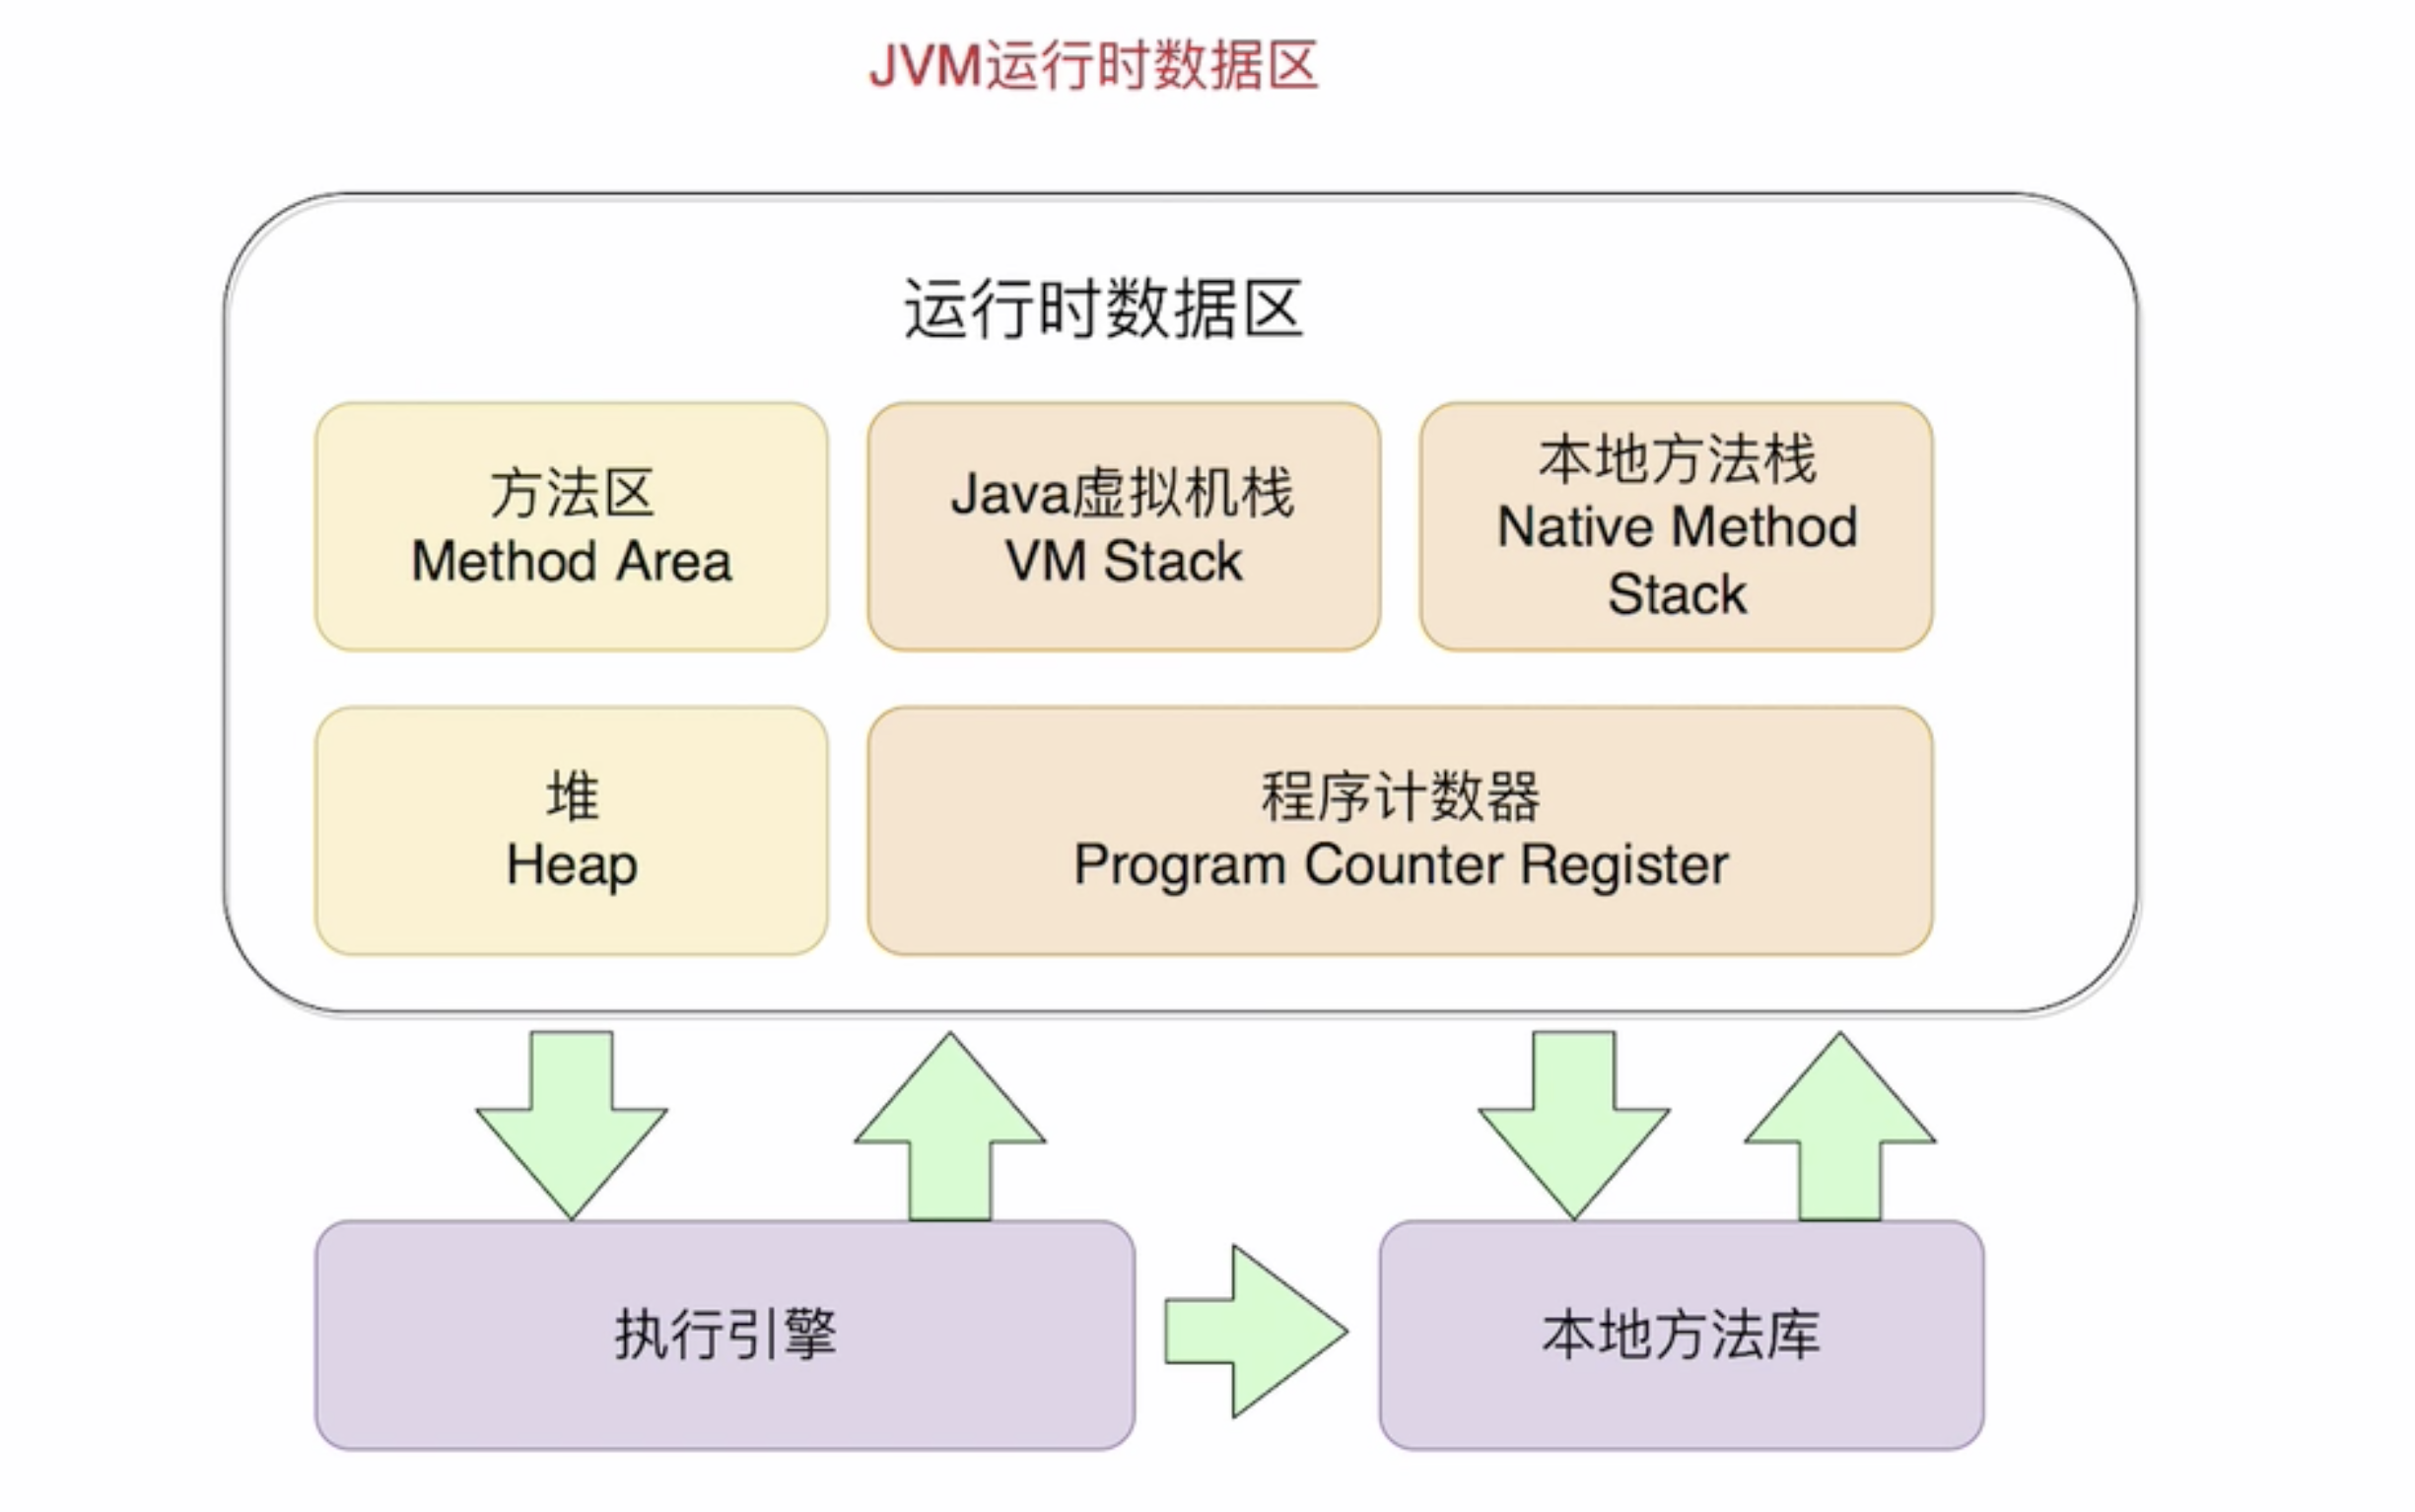 JVM运行时数据区
运行时数据区
方法区
Method Area
Java虚拟机栈
VM Stack
本地方法栈
Native Method
Stack
堆
Heap
程序计数器
Program Counter Register
执行引擎
本地方法库